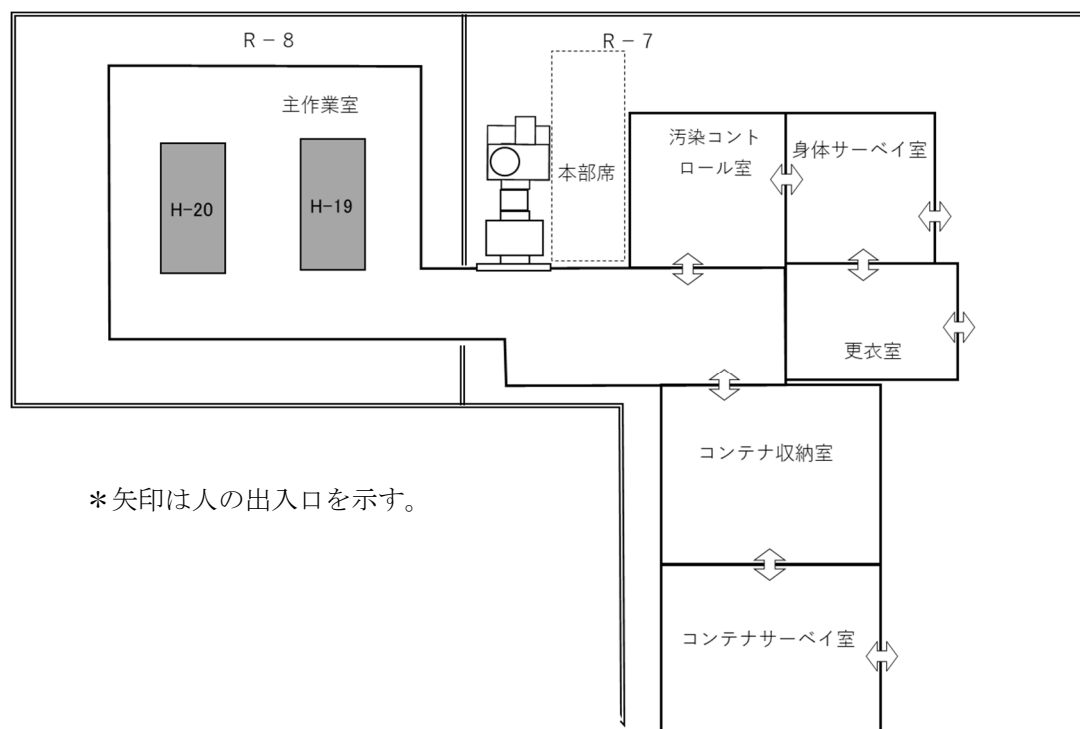 R－8
R－7
主作業室
H-20
H-19
本部席
汚染コント
ロール室
身体サーベイ室
更衣室
コンテナ収納室
＊矢印は人の出入口を示す。
コンテナサーベイ室